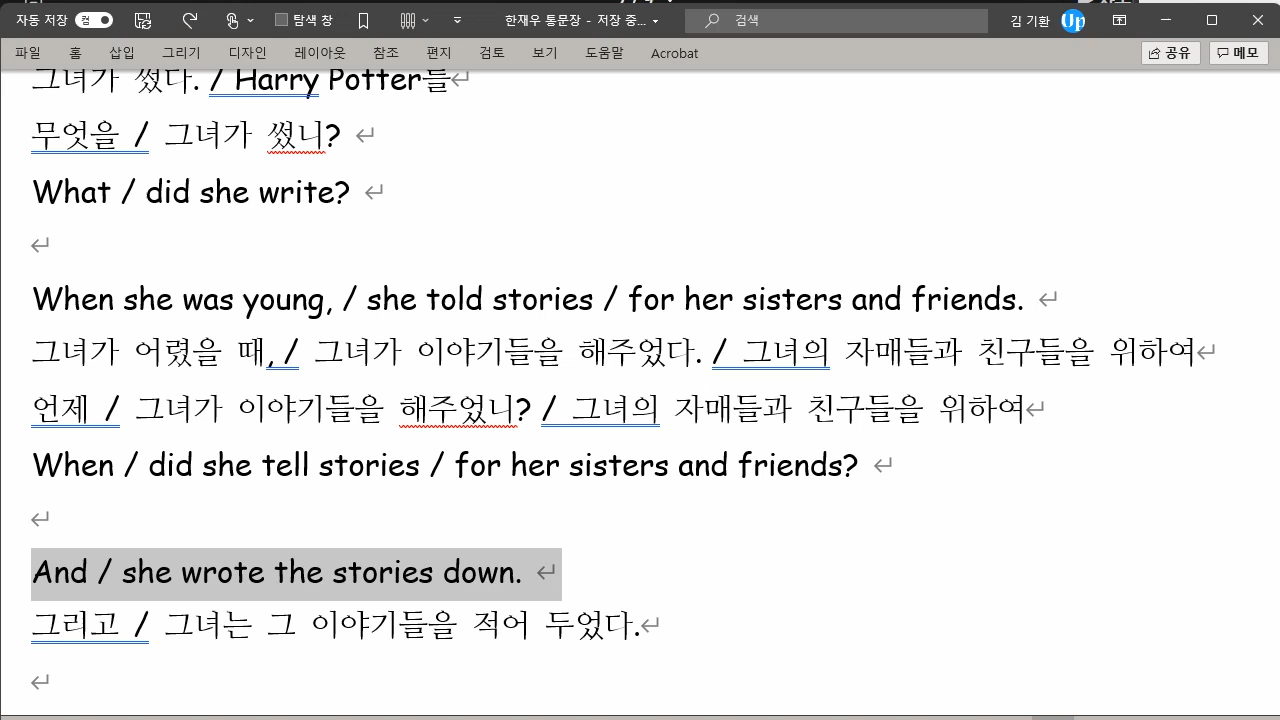 자동 저장 컴 탐색 창 한재우 통문장 - 저장 중... 검색 김 기환 Up
파일 홈 삽입 그리기 디자인 레이아웃 참조 편지 검토 보기 도움말 Acrobat 공유 메모
그녀가 썼다. / Harry Potter들
무엇을 / 그녀가 썼니?
What / did she write?
When she was young, / she told stories / for her sisters and friends.
그녀가 어렸을 때, / 그녀가 이야기들을 해주었다. / 그녀의 자매들과 친구들을 위하여
언제 / 그녀가 이야기들을 해주었니? / 그녀의 자매들과 친구들을 위하여
When / did she tell stories / for her sisters and friends?
And / she wrote the stories down.
그리고 / 그녀는 그 이야기들을 적어 두었다.